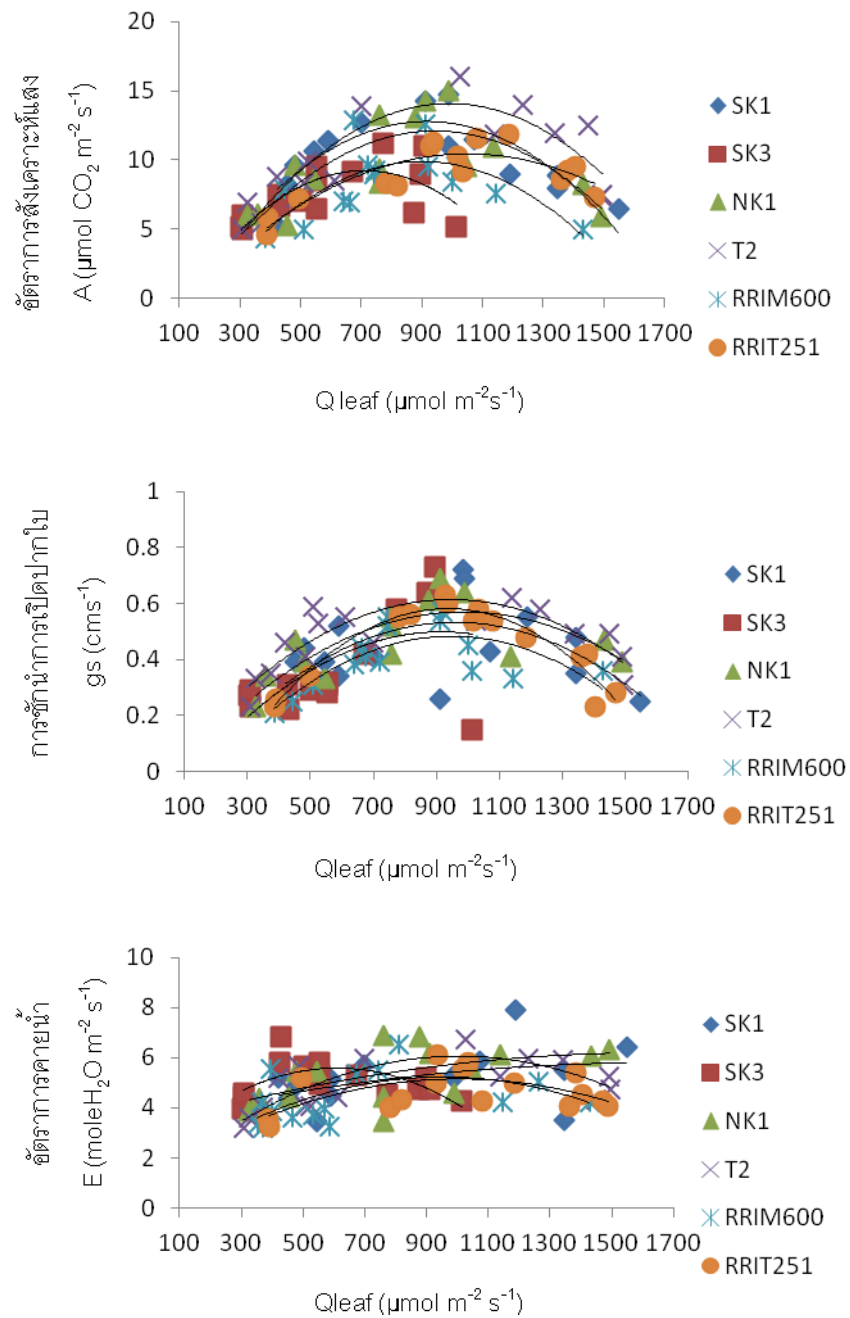 อัตราการสังเคราะห์แสง
A (µmol CO2 m-2 s-1)
20
15
10
5
0
100 300 500 700 900 1100 1300 1500 1700
Q leaf (µmol m-2s-1)
SK1
SK3
NK1
T2
RRIM600
RRIT251
การชักนำการเปิดปากใบ
gs (cms-1)
1
0.8
0.6
0.4
0.2
0
100 300 500 700 900 1100 1300 1500 1700
Qleaf (µmol m-2s-1)
SK1
SK3
NK1
T2
RRIM600
RRIT251
อัตราการคายน้ำ
E (moleH2O m-2 s-1)
10
8
6
4
2
0
100 300 500 700 900 1100 1300 1500 1700
Qleaf (µmol m-2 s-1)
SK1
SK3
NK1
T2
RRIM600
RRIT251